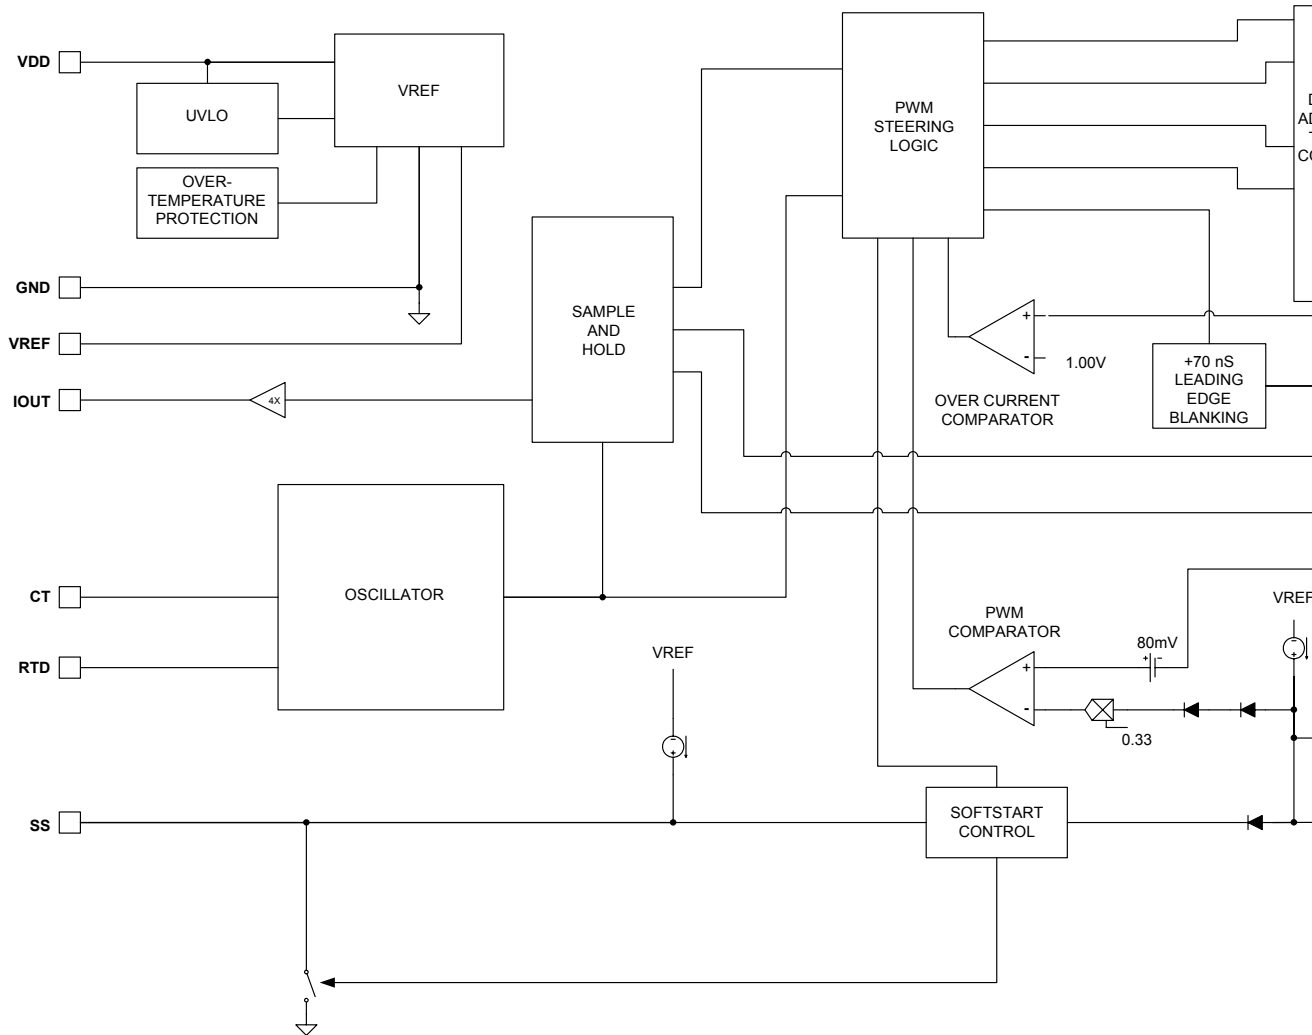 VDD
UVLO
VREF
OVER-
TEMPERATURE
PROTECTION
GND
VREF
IOUT
4X
SAMPLE
AND
HOLD
PWM
STEERING
LOGIC
+
-
1.00V
OVER CURRENT
COMPARATOR
+70 nS
LEADING
EDGE
BLANKING
CT
RTD
OSCILLATOR
VREF
-
+
PWM
COMPARATOR
+
-
80mV
+
-
0.33
VREF
-
+
SS
SOFTSTART
CONTROL